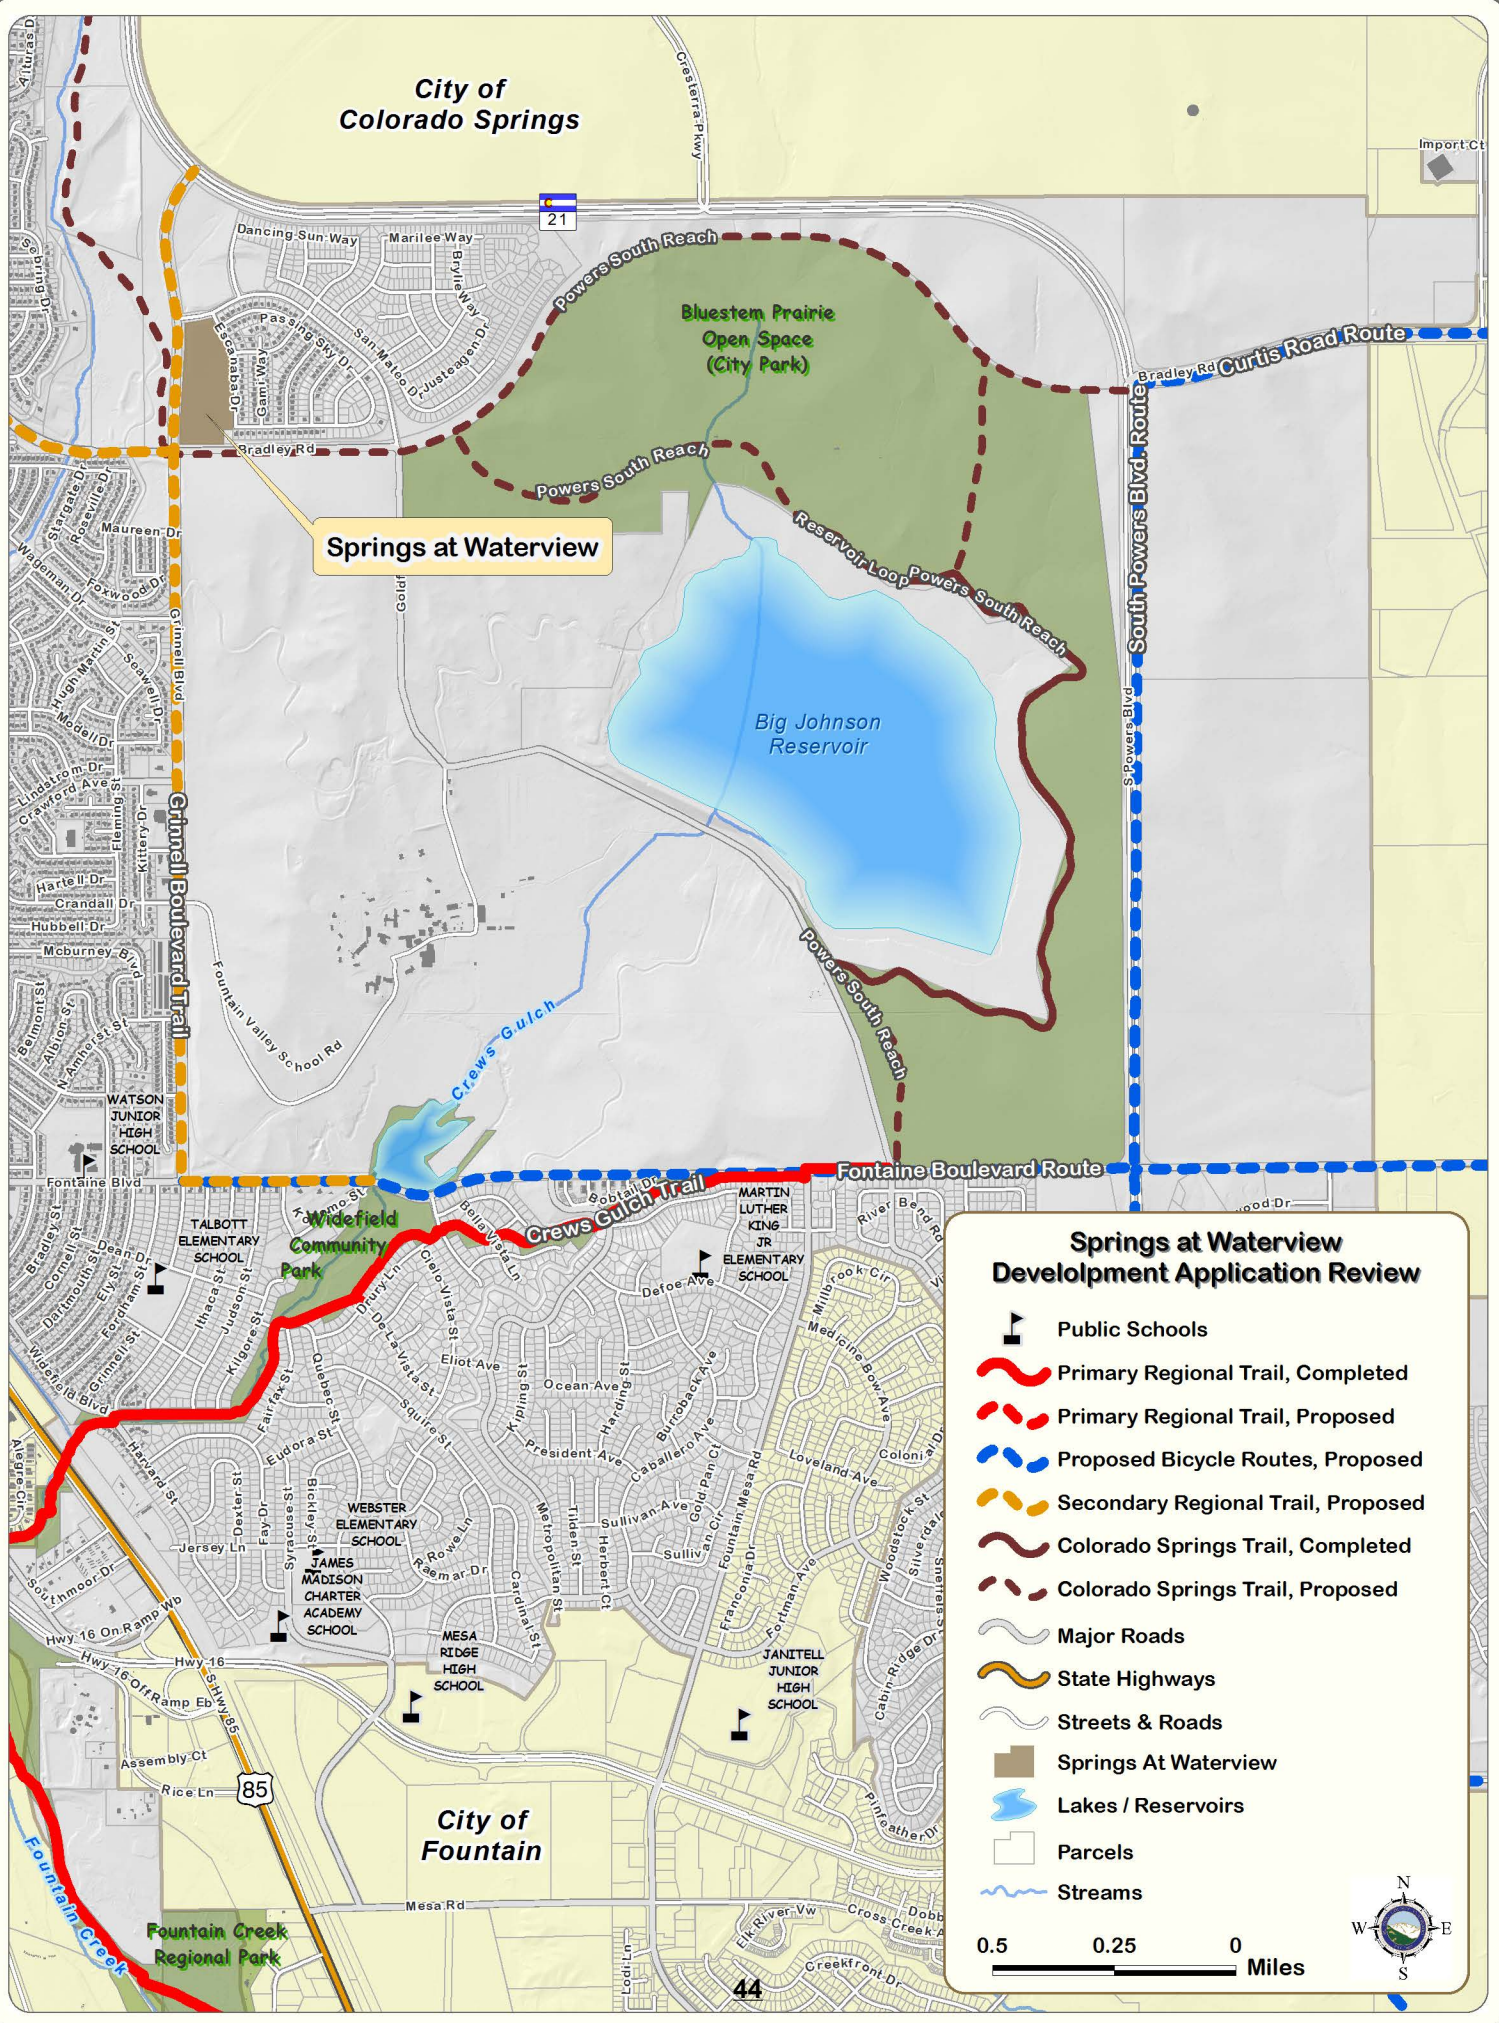 City of
Colorado Springs
Cresterra Pkwy
Import Ct
21
Sebring Dr
Dancing Sun Way
Marilee Way
Brylie Way
Powers South Reach
Bluestem Prairie
Open Space
(City Park)
Passing Sky Dr
San Mateo Dr
Justeagen Dr
Escanaba Dr
Gami Way
Bradley Rd
Curtis Road Route
Bradley Rd
Powers South Reach
South Powers Blvd. Route
Stargate Dr
Roseville Dr
Maureen Dr
Springs at Waterview
Reservoir Loop
Powers South Reach
Wageman Dr
Foxwood Dr
Goldf
Grinnell Blvd
Hugh Martin St
Seawell Dr
Model Dr
Big Johnson
Reservoir
S Powers Blvd
Lindstrom Dr
Crawford Ave
Fleming St
Kittery Dr
Grinnell Boulevard Trail
Hartell Dr
Crandall Dr
Hubbell Dr
Mcburney Blvd
Powers South Reach
Belmont St
Albion St
N Amherst St
Fountain Valley School Rd
Crews Gulch
WATSON
JUNIOR
HIGH
SCHOOL
Fontaine Blvd
Fontaine Boulevard Route
Crews Gulch Trail
Bobtail Dr
Widefield
Community
Park
Bella Vista Ln
TALBOTT
ELEMENTARY
SCHOOL
MARTIN
LUTHER
KING
JR
ELEMENTARY
SCHOOL
River Bend Rd
Bradley St
Cornell St
Dartmouth St
Dean Dr
Ely St
Fordham St
Grinnell St
Ithaca St
Judson St
Kilgore St
Drury Ln
Cielo Vista St
De La Vista St
Defoe Ave
Millbrook Cir
Medicine Bow Ave
Widefield Blvd
Fairfax St
Quebec St
Squire St
Eliot Ave
Ocean Ave
Kipling St
Harding St
Burroback Ave
President Ave
Caballero Ave
Gold Pan Ct
Fountain Mesa Rd
Loveland Ave
Colonial Dr
Alegre Cir
Harvard St
Eudora St
Dexter St
Fay Dr
Syracuse St
Bickley St
Jersey Ln
WEBSTER
ELEMENTARY
SCHOOL
JAMES
MADISON
CHARTER
ACADEMY
SCHOOL
Rowe Ln
Raemar Dr
Metropolitan St
Tilden St
Herbert Ct
Sullivan Ave
Sullivan Cir
Cardinal St
Franconia Dr
Fortman Ave
Woodstock St
Silverdale
Cabin Ridge Dr
Southmoor Dr
Hwy 16 On Ramp Wb
Hwy 16 Off Ramp Eb
Hwy 16
S Hwy 85
MESA
RIDGE
HIGH
SCHOOL
JANITELL
JUNIOR
HIGH
SCHOOL
Assembly Ct
Rice Ln
85
City of
Fountain
Pinfeather Dr
Mesa Rd
Elk River Vw
Cross Creek A
Dobb
Creekfront Dr
Lodi Ln
Fountain Creek
Fountain Creek
Regional Park
44
Springs at Waterview
Develolpment Application Review
Public Schools
Primary Regional Trail, Completed
Primary Regional Trail, Proposed
Proposed Bicycle Routes, Proposed
Secondary Regional Trail, Proposed
Colorado Springs Trail, Completed
Colorado Springs Trail, Proposed
Major Roads
State Highways
Streets & Roads
Springs At Waterview
Lakes / Reservoirs
Parcels
Streams
0.5 0.25 0
Miles
N
W E
S